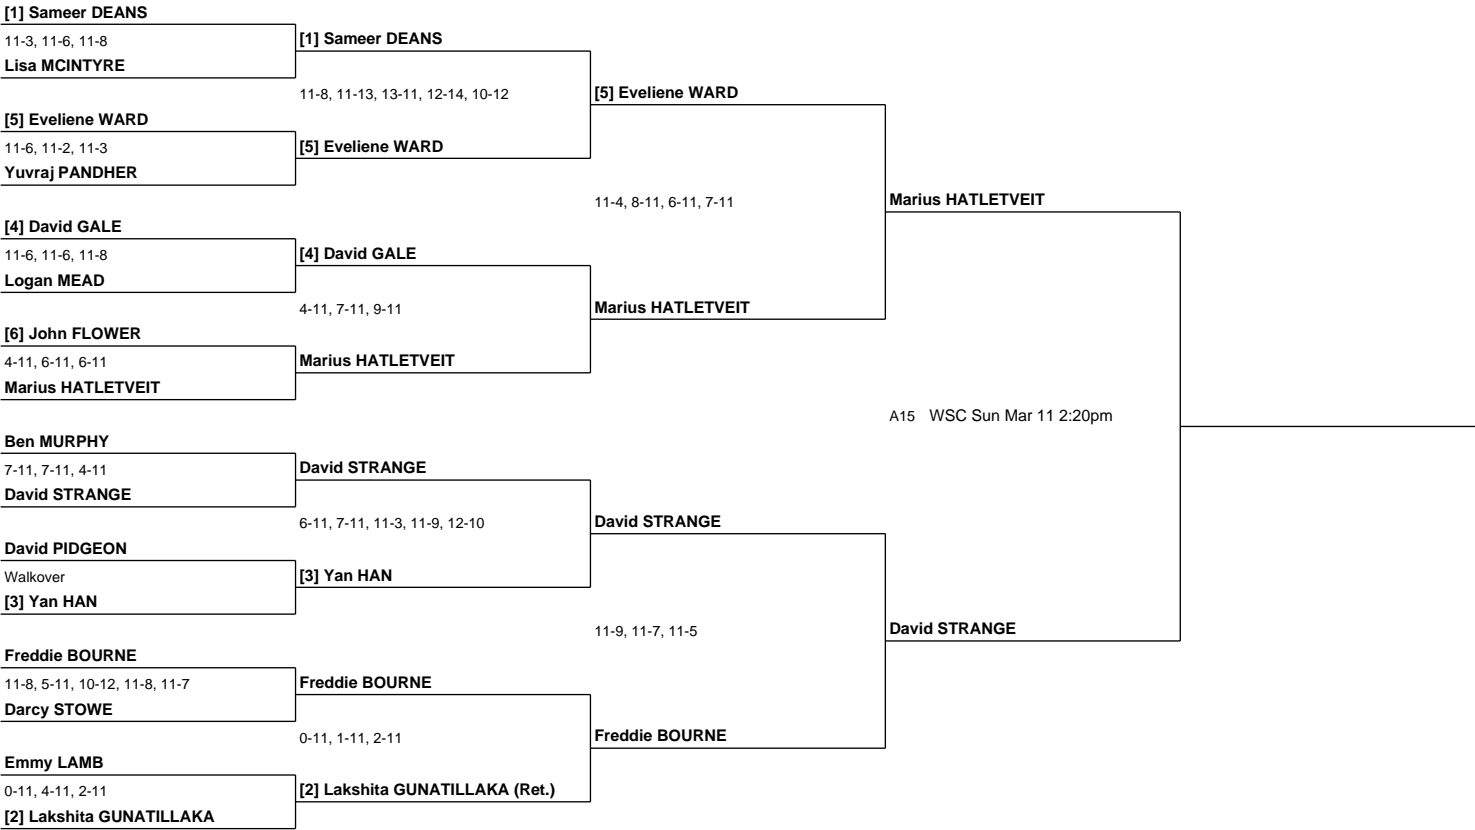 [1] Sameer DEANS
11-3, 11-6, 11-8
Lisa MCINTYRE
[5] Eveliene WARD
11-6, 11-2, 11-3
Yuvraj PANDHER
[4] David GALE
11-6, 11-6, 11-8
Logan MEAD
[6] John FLOWER
4-11, 6-11, 6-11
Marius HATLETVEIT
Ben MURPHY
7-11, 7-11, 4-11
David STRANGE
David PIDGEON
Walkover
[3] Yan HAN
Freddie BOURNE
11-8, 5-11, 10-12, 11-8, 11-7
Darcy STOWE
Emmy LAMB
0-11, 4-11, 2-11
[2] Lakshita GUNATILLAKA
[1] Sameer DEANS
11-8, 11-13, 13-11, 12-14, 10-12
[5] Eveliene WARD
[4] David GALE
4-11, 7-11, 9-11
Marius HATLETVEIT
David STRANGE
6-11, 7-11, 11-3, 11-9, 12-10
[3] Yan HAN
Freddie BOURNE
0-11, 1-11, 2-11
[2] Lakshita GUNATILLAKA (Ret.)
[5] Eveliene WARD
11-4, 8-11, 6-11, 7-11
Marius HATLETVEIT
David STRANGE
11-9, 11-7, 11-5
Freddie BOURNE
Marius HATLETVEIT
A15 WSC Sun Mar 11 2:20pm
David STRANGE